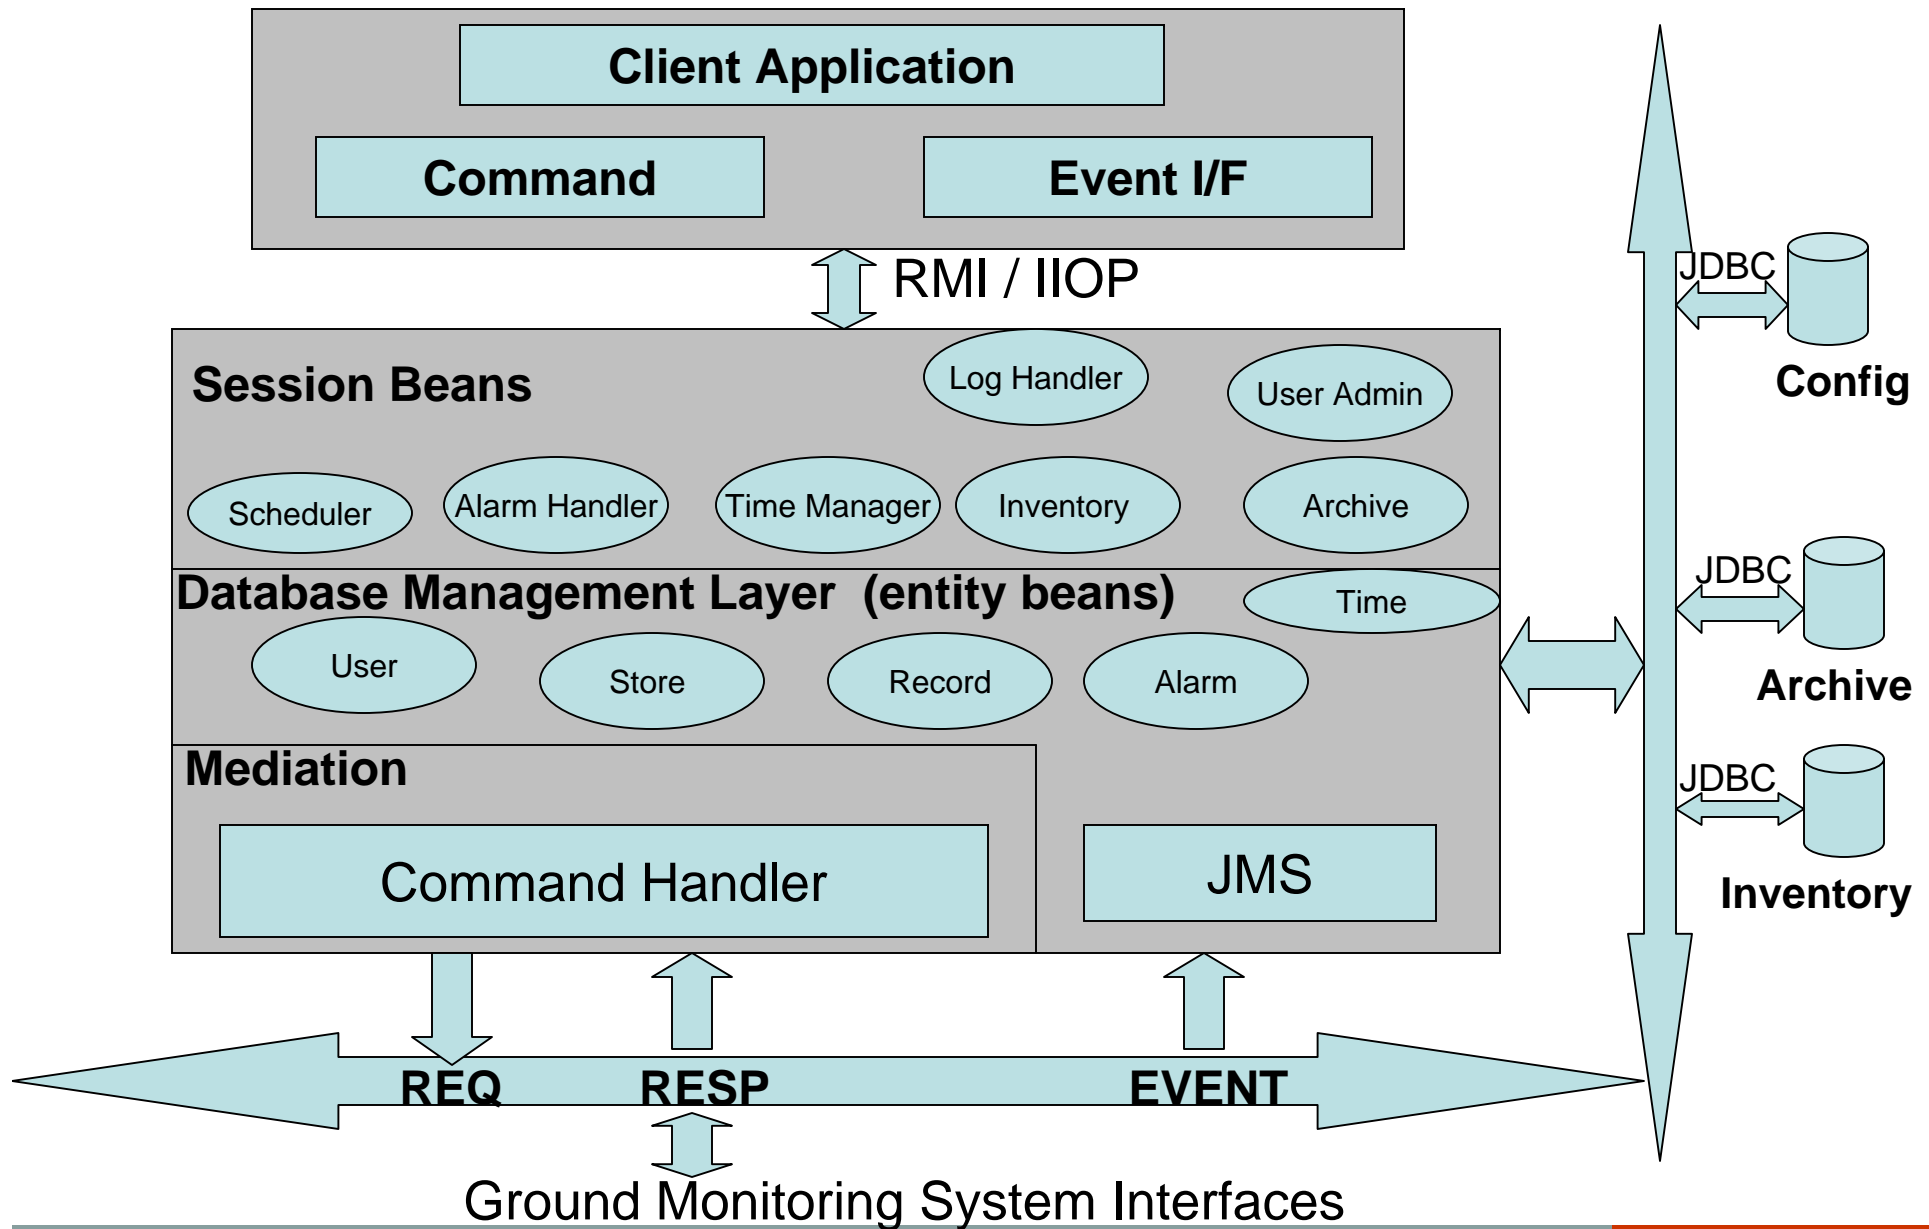 Client Application
Command
Event I/F
RMI / IIOP
JDBC
Config
Session Beans
Log Handler
User Admin
Scheduler
Alarm Handler
Time Manager
Inventory
Archive
JDBC
Archive
Database Management Layer (entity beans)
Time
User
Store
Record
Alarm
Mediation
JDBC
Inventory
Command Handler
JMS
REQ
RESP
EVENT
Ground Monitoring System Interfaces